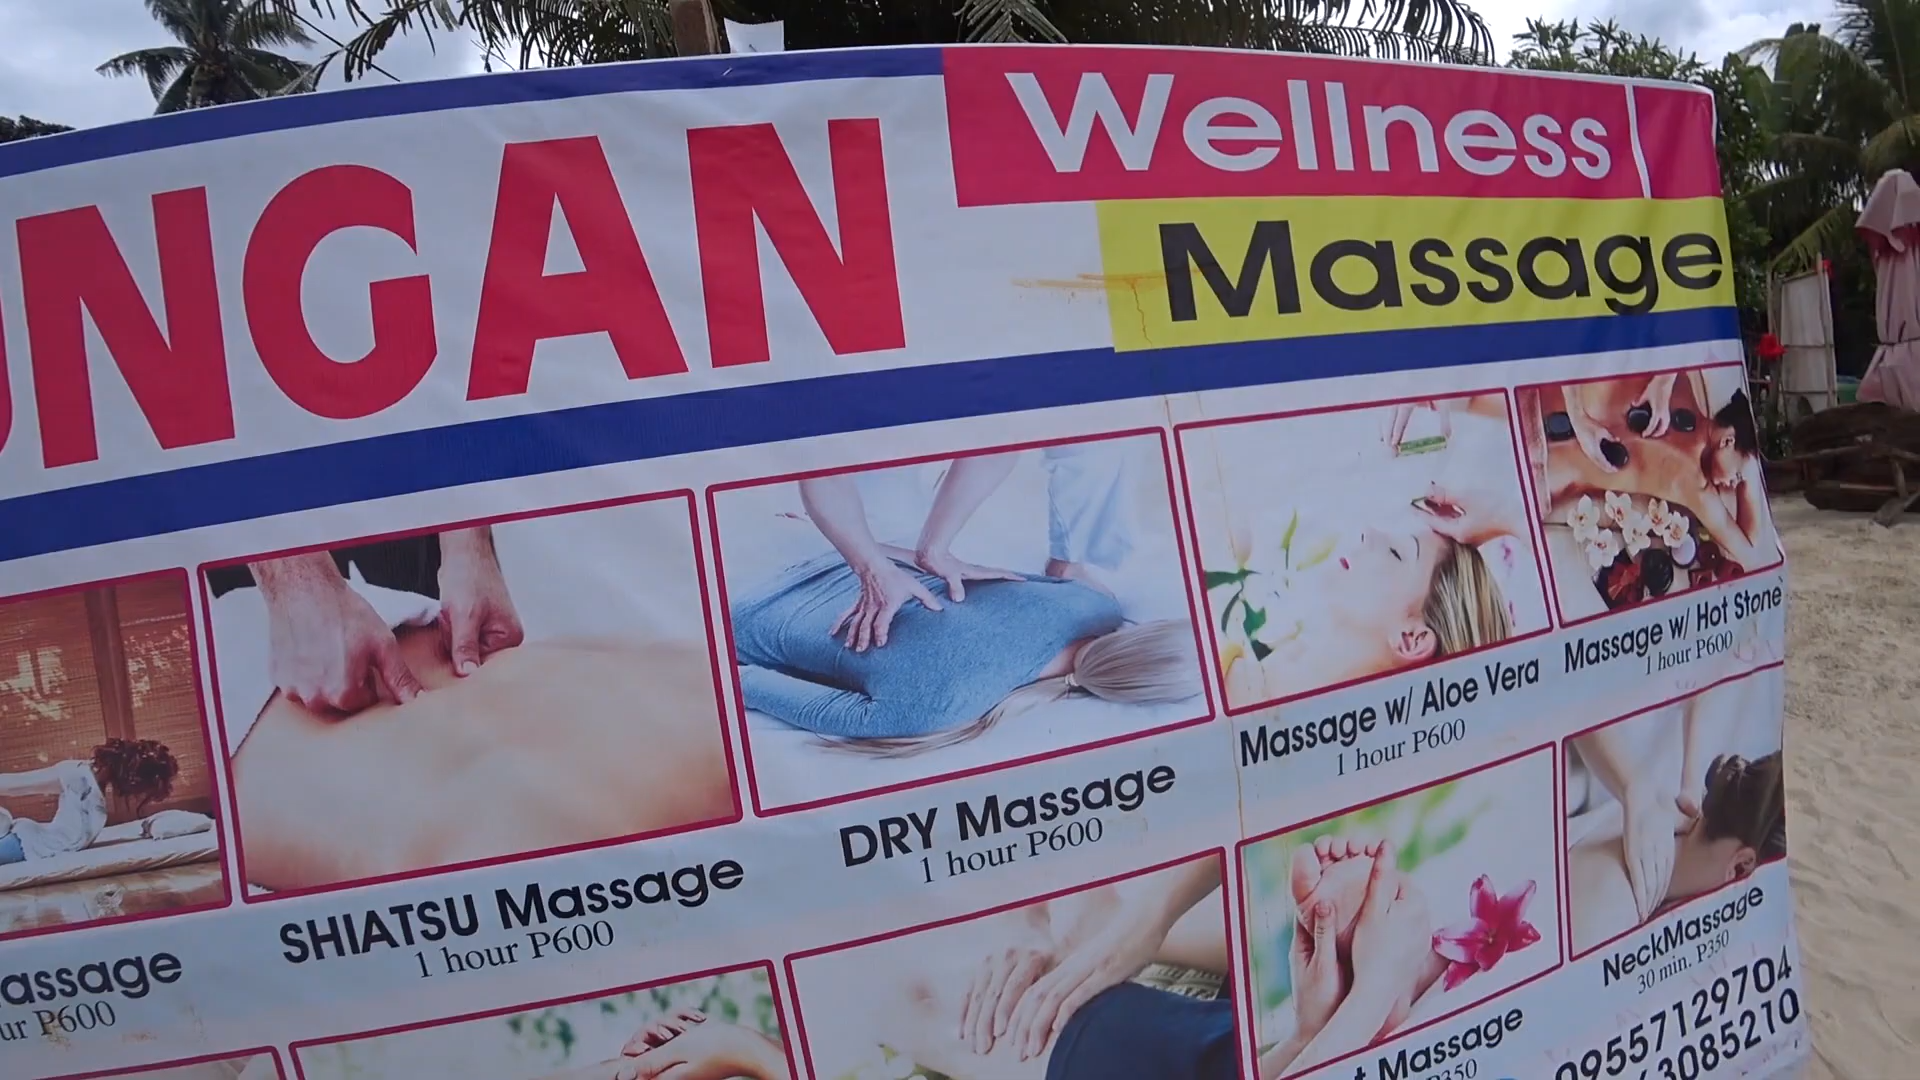 UNGAN
Wellness
Massage
assage
ur P600
SHIATSU Massage
1 hour P600
DRY Massage
1 hour P600
Massage w/ Aloe Vera
1 hour P600
Massage w/ Hot Stone
1 hour P600
t Massage
P350
NeckMassage
30 min. P350
09557129704
3085210